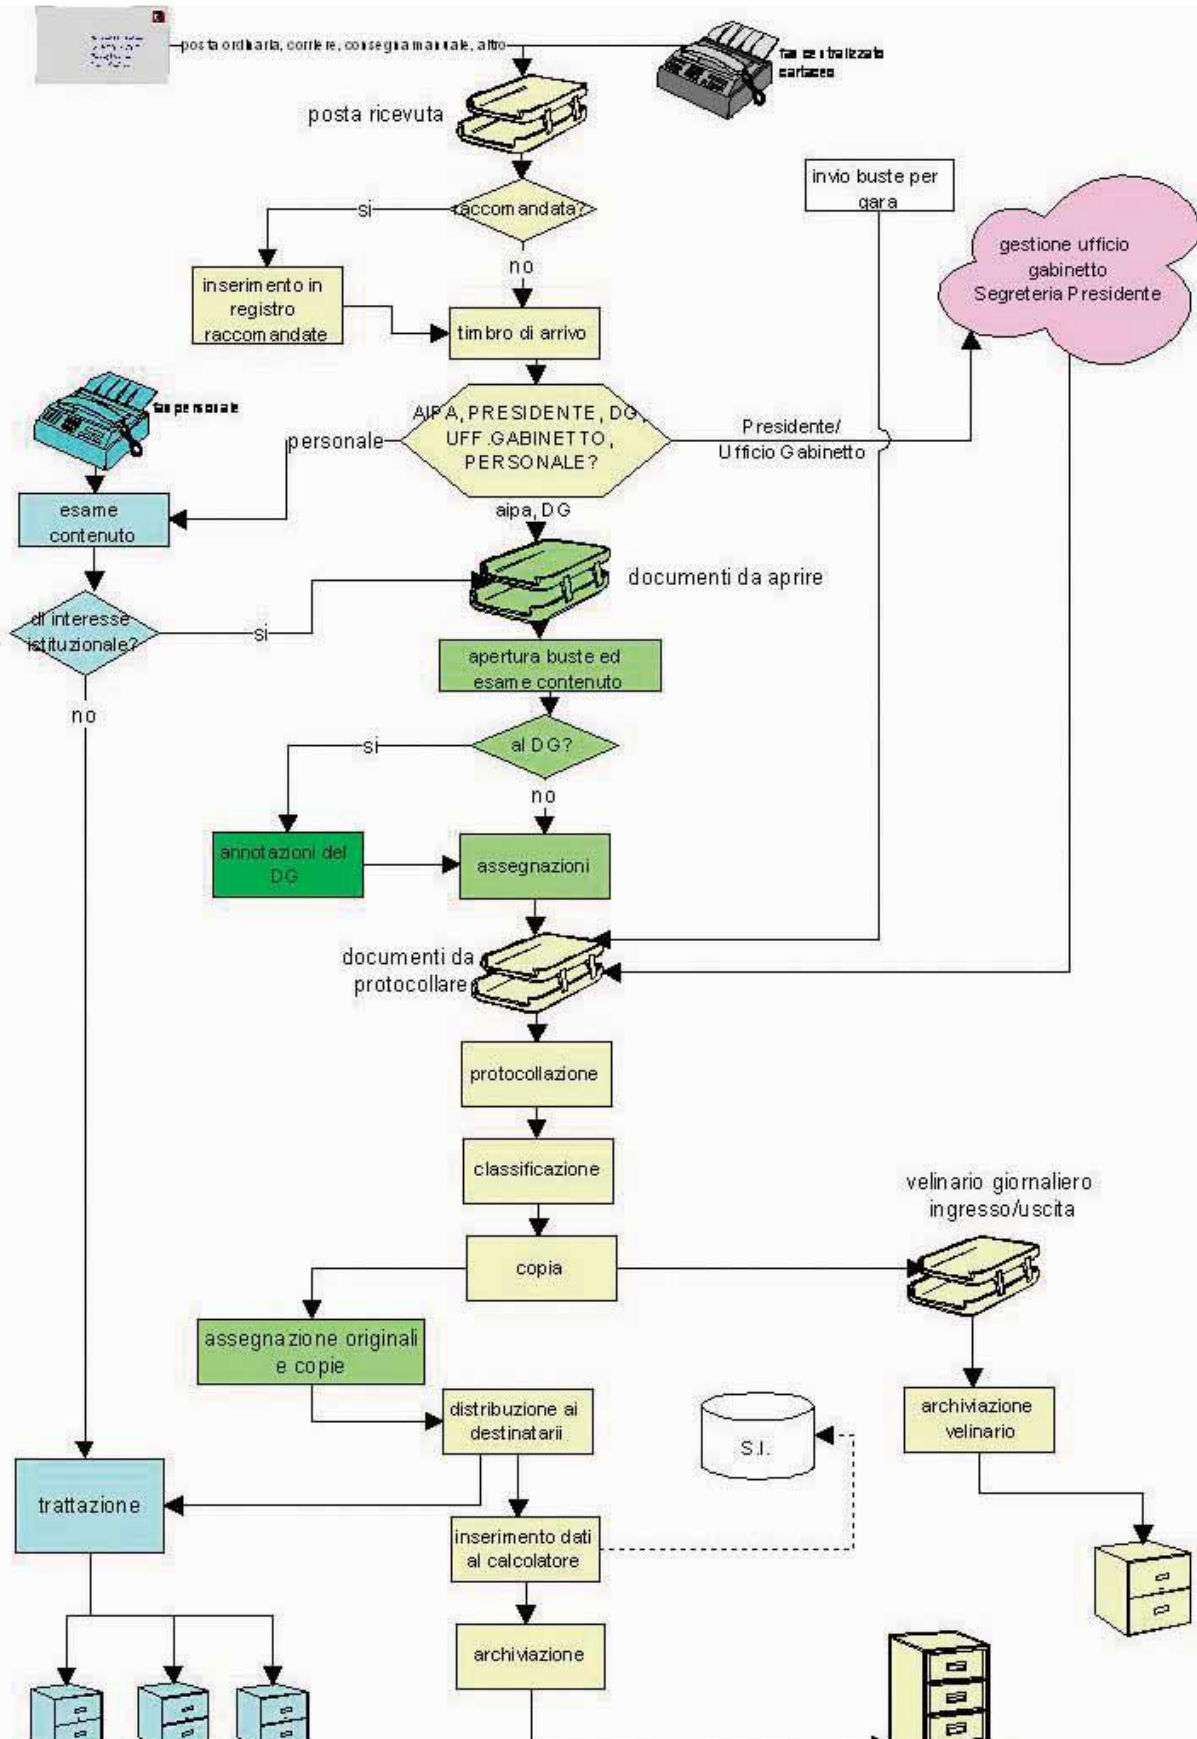 posta ordinaria, corriere, consegna manuale, altro
fax centralizzato
cartaceo
posta ricevuta
raccomandata?
si
no
invio buste per
gara
gestione ufficio
gabinetto
Segreteria Presidente
inserimento in
registro
raccomandate
timbro di arrivo
fax personale
AIPA, PRESIDENTE, DG,
UFF.GABINETTO,
PERSONALE?
personale
Presidente/
Ufficio Gabinetto
aipa, DG
esame
contenuto
documenti da aprire
di interesse
istituzionale?
si
no
apertura buste ed
esame contenuto
al DG?
si
no
annotazioni del
DG
assegnazioni
documenti da
protocollare
protocollazione
classificazione
velinario giornaliero
ingresso/uscita
copia
assegnazione originali
e copie
distribuzione ai
destinatarii
S.I.
archiviazione
velinario
trattazione
inserimento dati
al calcolatore
archiviazione